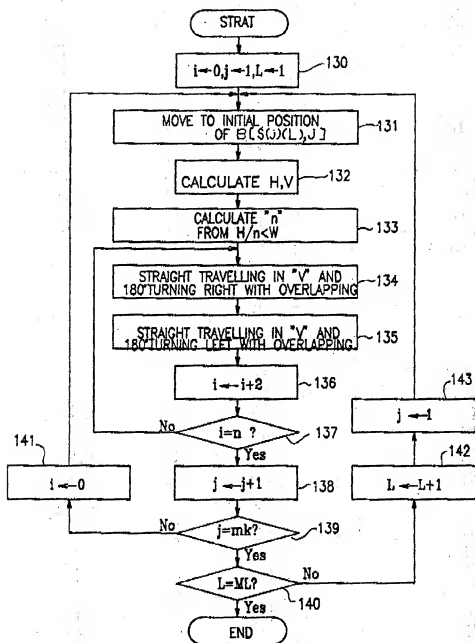 STRAT
i←0,j←1,L←1
130
MOVE TO INITIAL POSITION
OF B[S(J)(L),J]
131
CALCULATE H,V
132
CALCULATE "n"
FROM H/n<W
133
STRAIGHT TRAVELLING IN "V" AND
180°TURNING RIGHT WITH OVERLAPPING
134
STRAIGHT TRAVELLING IN "V" AND
180°TURNING LEFT WITH OVERLAPPING
135
i←i+2
136
143
j←1
No
i=n ?
137
Yes
141
142
i←0
j←j+1
138
L←L+1
No
j=mk?
139
Yes
L=ML?
No
140
Yes
END